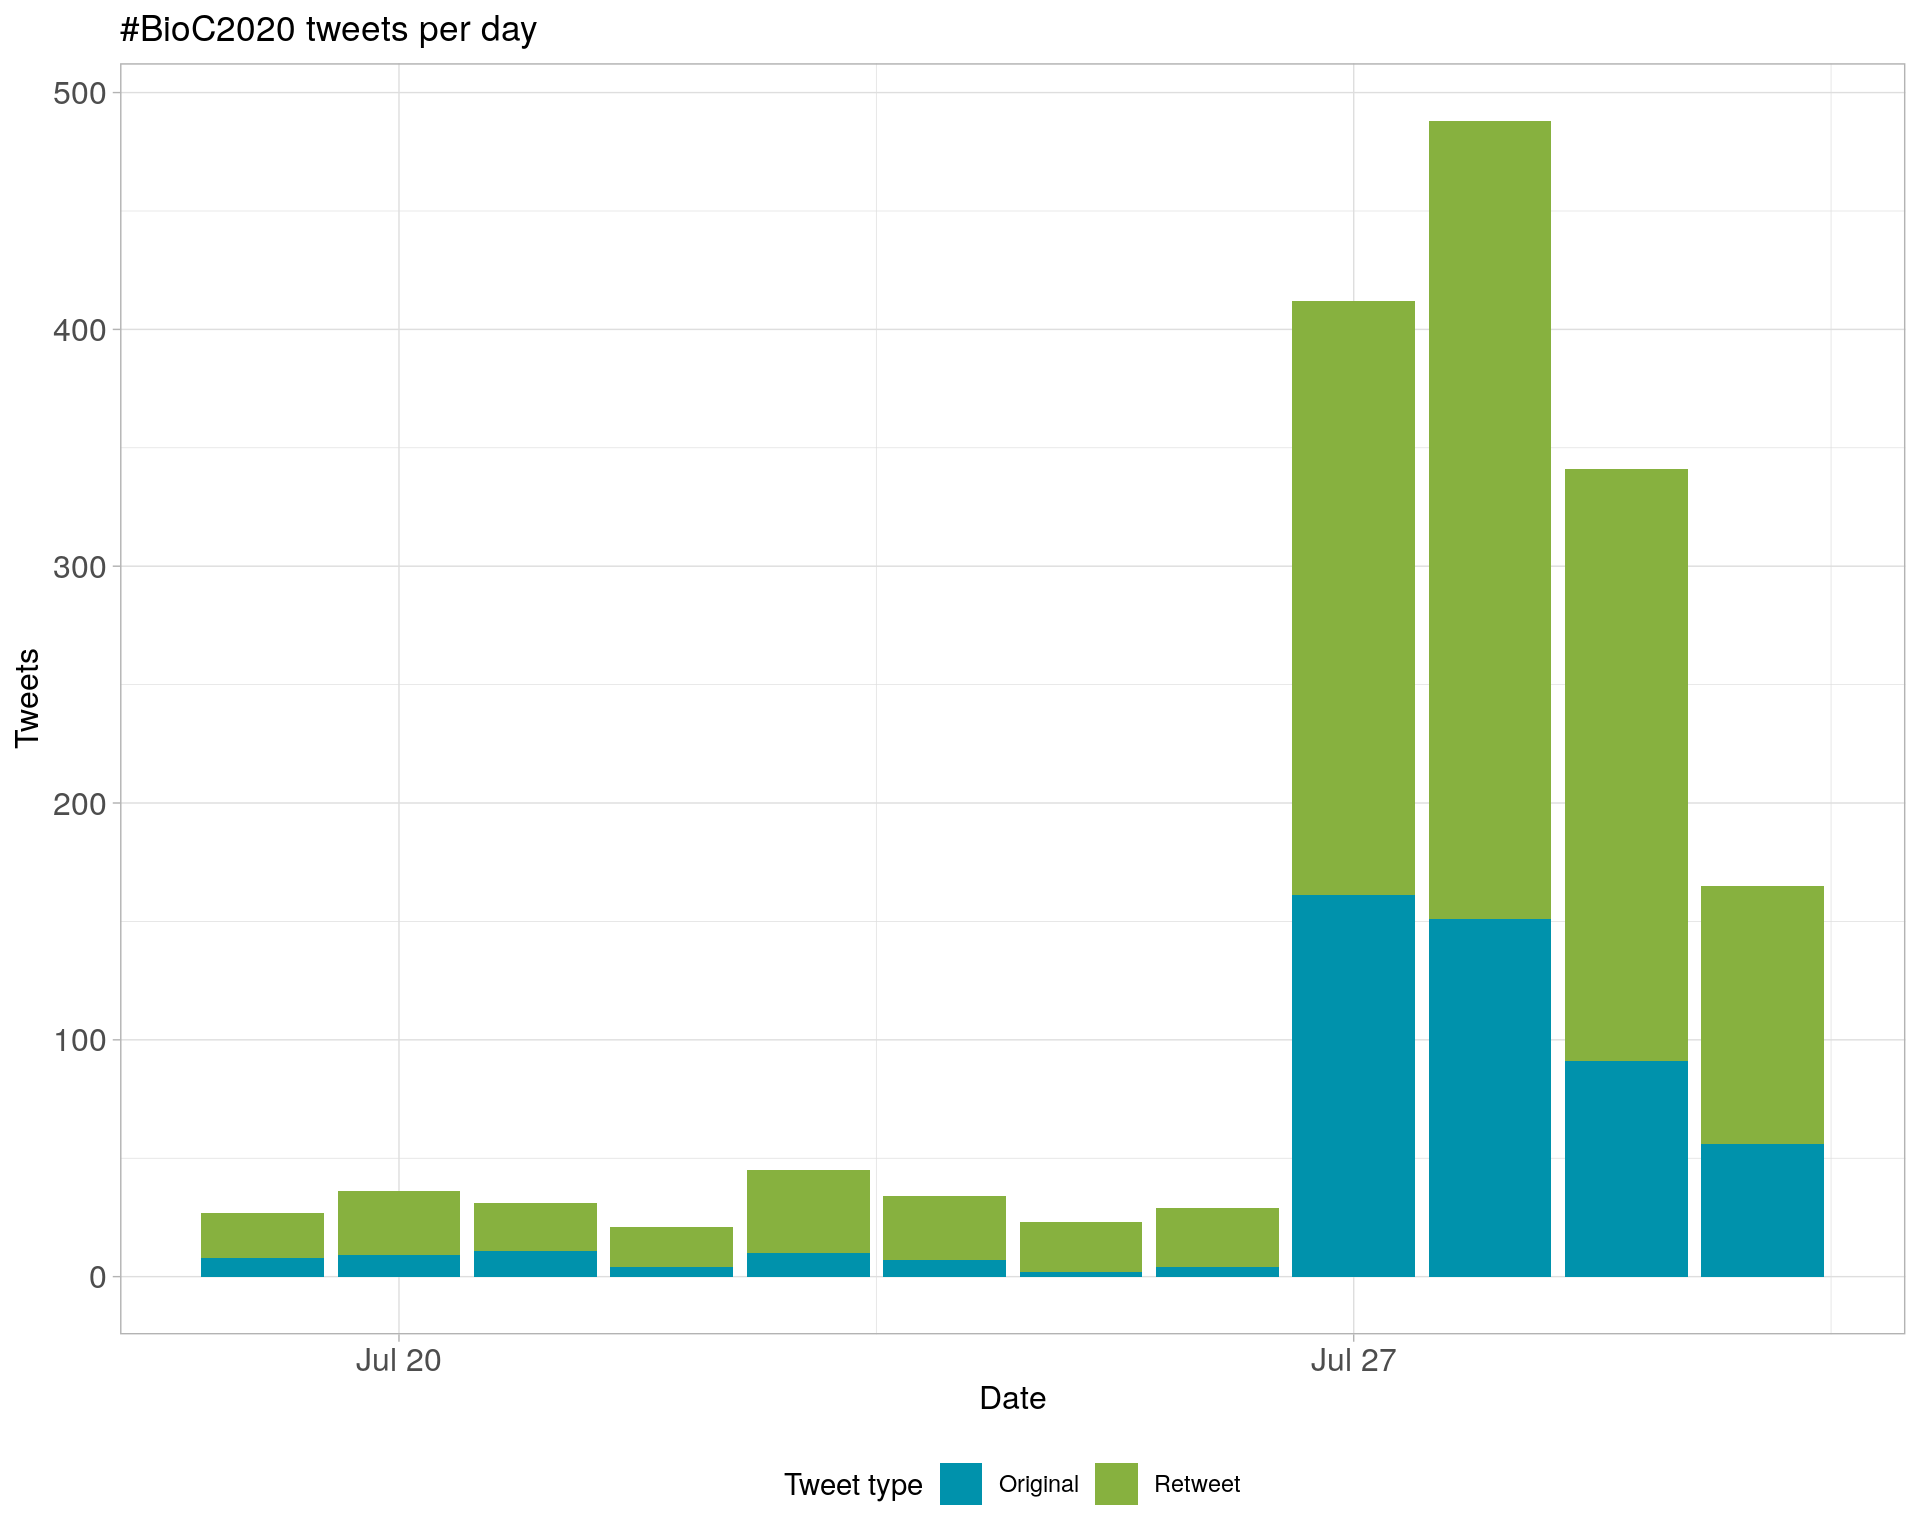 #BioC2020 tweets per day
500
400
300
200
100
0
Tweets
Jul 20 Jul 27
Date
Tweet type Original Retweet